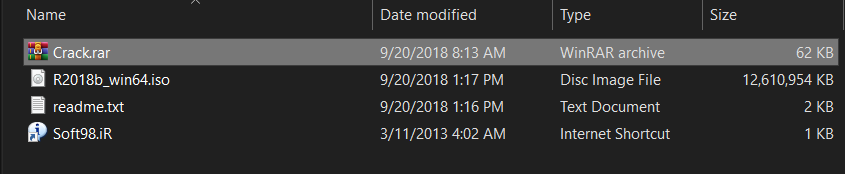 Name Date modified Type Size
Crack.rar 9/20/2018 8:13 AM WinRAR archive 62 KB
R2018b_win64.iso 9/20/2018 1:17 PM Disc Image File 12,610,954 KB
readme.txt 9/20/2018 1:16 PM Text Document 2 KB
Soft98.iR 3/11/2013 4:02 AM Internet Shortcut 1 KB